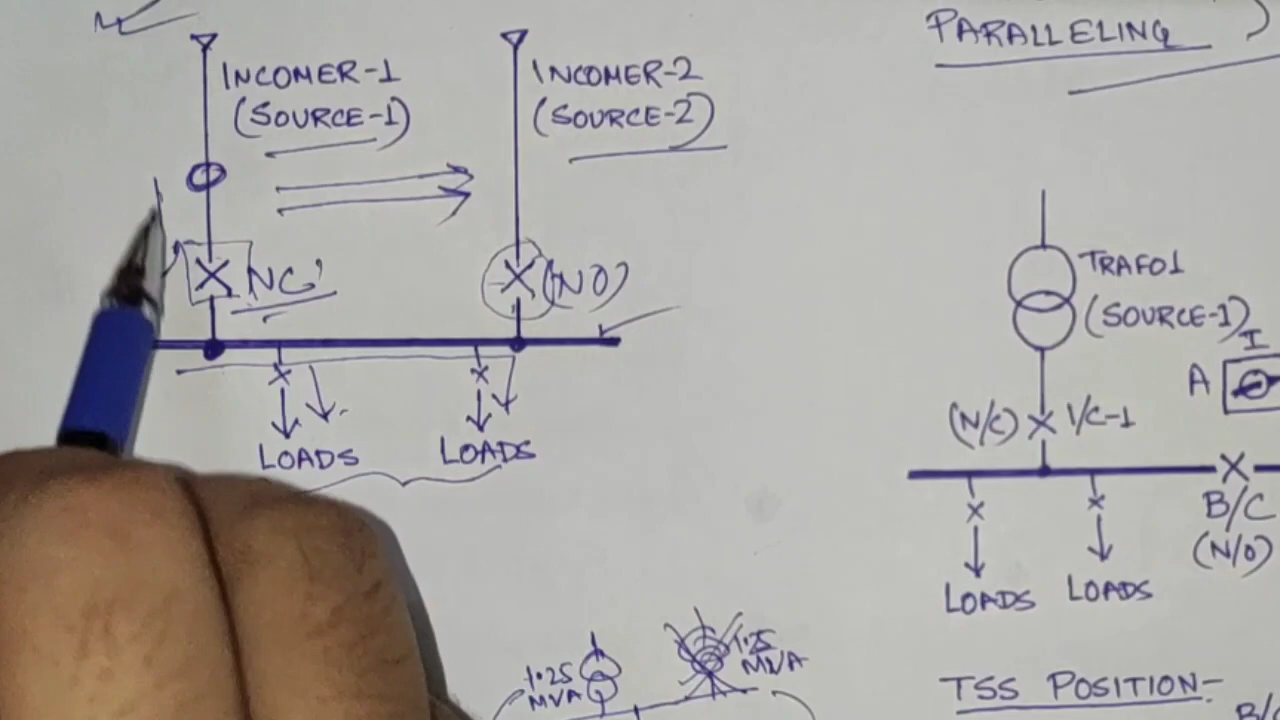 INCOMER-1
(SOURCE-1)
INCOMER-2
(SOURCE-2)
NC
(NO)
LOADS
LOADS
1.25
MVA
1.25
MVA
PARALLELING
TRAFO1
(SOURCE-1)
I
A
(N/C)
I/C-1
B/C
(N/O)
LOADS
LOADS
TSS POSITION-
B/C